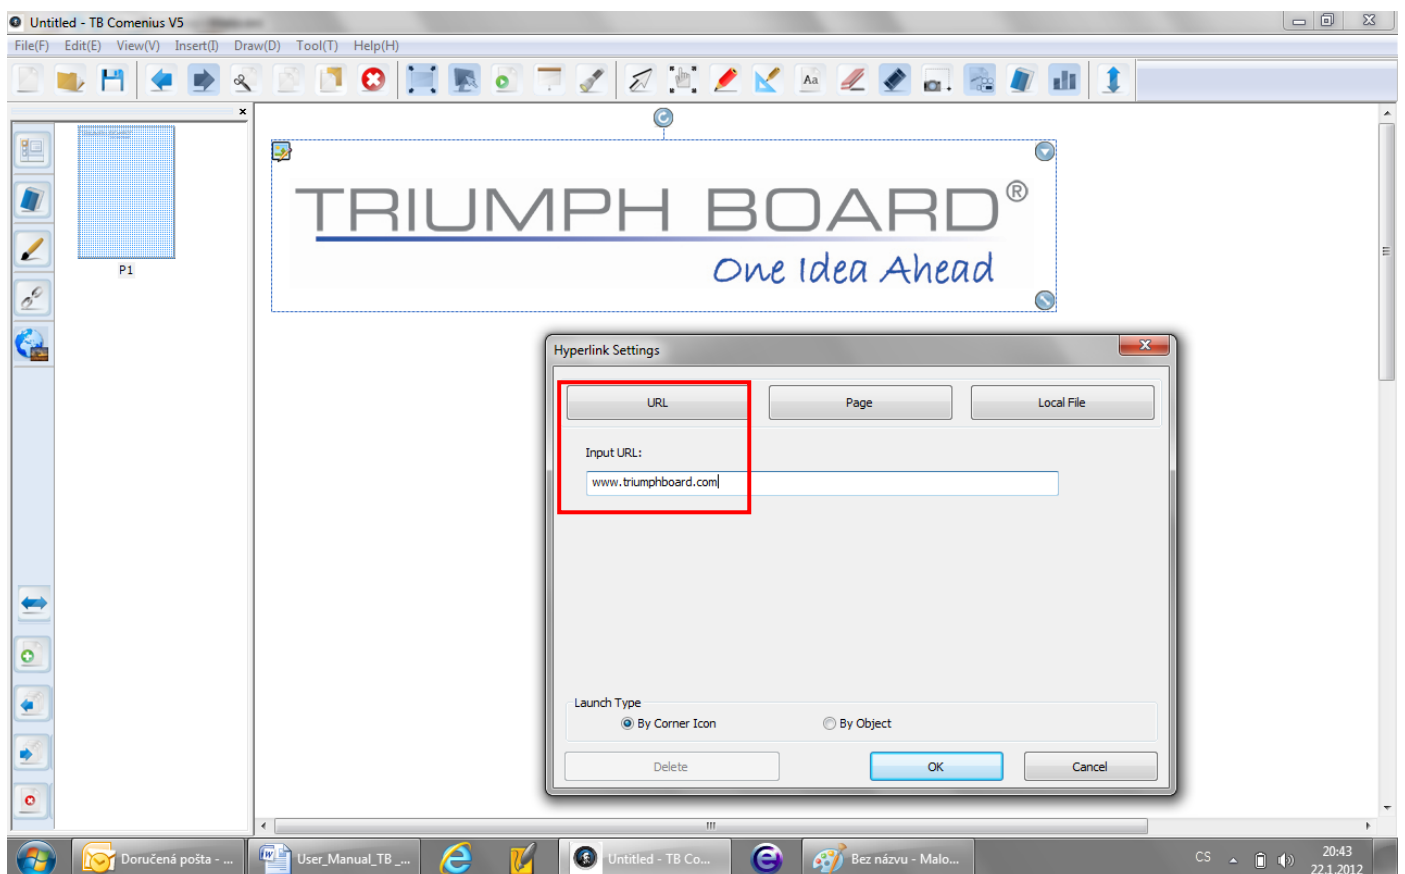 Untitled - TB Comenius V5
File(F) Edit(E) View(V) Insert(I) Draw(D) Tool(T) Help(H)
Aa
P1
TRIUMPH BOARD®
One Idea Ahead
Hyperlink Settings
URL Page Local File
Input URL:
www.triumphboard.com
Launch Type
By Corner Icon By Object
Delete OK Cancel
Doručená pošta - ... User_Manual_TB_... Untitled - TB Co... Bez názvu - Malo... CS 20:43
22.1.2012